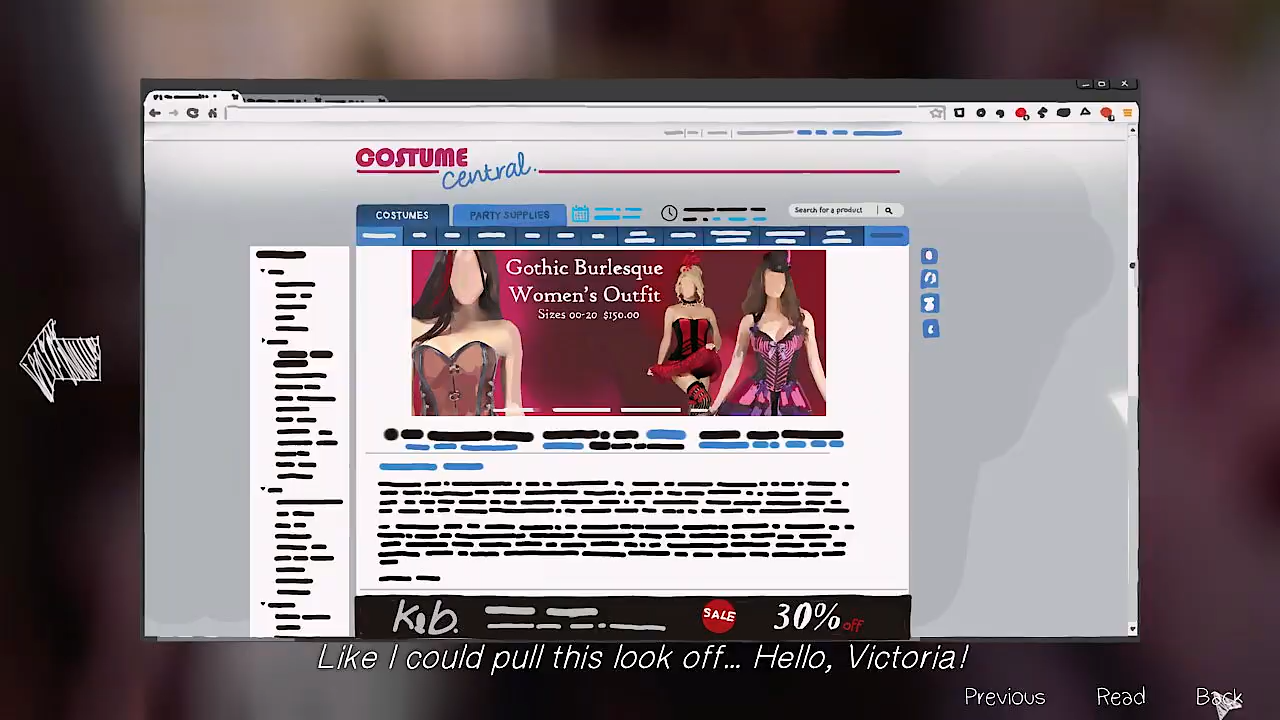 COSTUME
central.
COSTUMES
PARTY SUPPLIES
Search for a product
Gothic Burlesque
Women's Outfit
Sizes 00-20 $150.00
K&b.
SALE
30% off
Like I could pull this look off... Hello, Victoria!
Previous
Read
Back